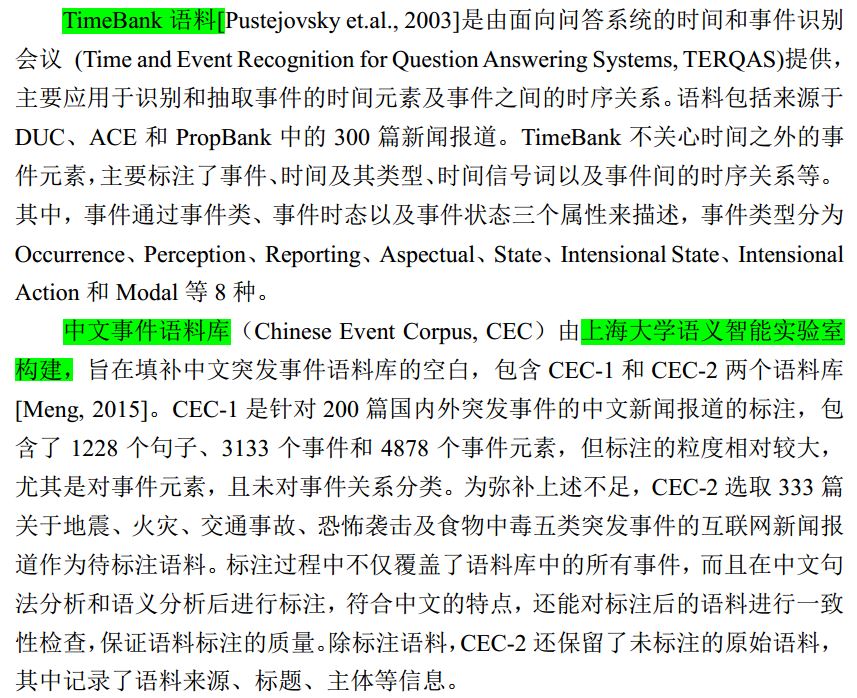 TimeBank 语料[Pustejovsky et.al., 2003]是由面向问答系统的时间和事件识别
会议 (Time and Event Recognition for Question Answering Systems, TERQAS)提供，
主要应用于识别和抽取事件的时间元素及事件之间的时序关系。语料包括来源于
DUC、ACE 和 PropBank 中的 300 篇新闻报道。TimeBank 不关心时间之外的事
件元素，主要标注了事件、时间及其类型、时间信号词以及事件间的时序关系等。
其中，事件通过事件类、事件时态以及事件状态三个属性来描述，事件类型分为
Occurrence、Perception、Reporting、Aspectual、State、Intensional State、Intensional
Action 和 Modal 等 8 种。
中文事件语料库（Chinese Event Corpus, CEC）由上海大学语义智能实验室
构建，旨在填补中文突发事件语料库的空白，包含 CEC-1 和 CEC-2 两个语料库
[Meng, 2015]。CEC-1 是针对 200 篇国内外突发事件的中文新闻报道的标注，包
含了 1228 个句子、3133 个事件和 4878 个事件元素，但标注的粒度相对较大，
尤其是对事件元素，且未对事件关系分类。为弥补上述不足，CEC-2 选取 333 篇
关于地震、火灾、交通事故、恐怖袭击及食物中毒五类突发事件的互联网新闻报
道作为待标注语料。标注过程中不仅覆盖了语料库中的所有事件，而且在中文句
法分析和语义分析后进行标注，符合中文的特点，还能对标注后的语料进行一致
性检查，保证语料标注的质量。除标注语料，CEC-2 还保留了未标注的原始语料，
其中记录了语料来源、标题、主体等信息。